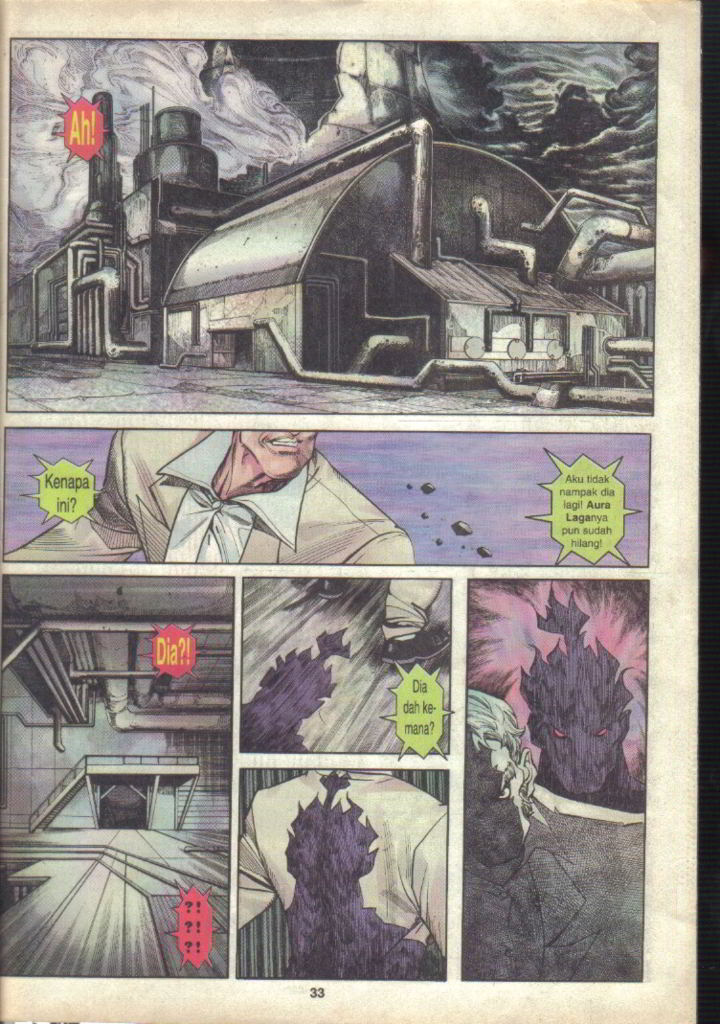 Ah!
Kenapa
ini?
Aku tidak
nampak dia
lagi! Aura
Laganya
pun sudah
hilang!
Dia?!
Dia
dah ke-
mana?
?!
?!
?!
33